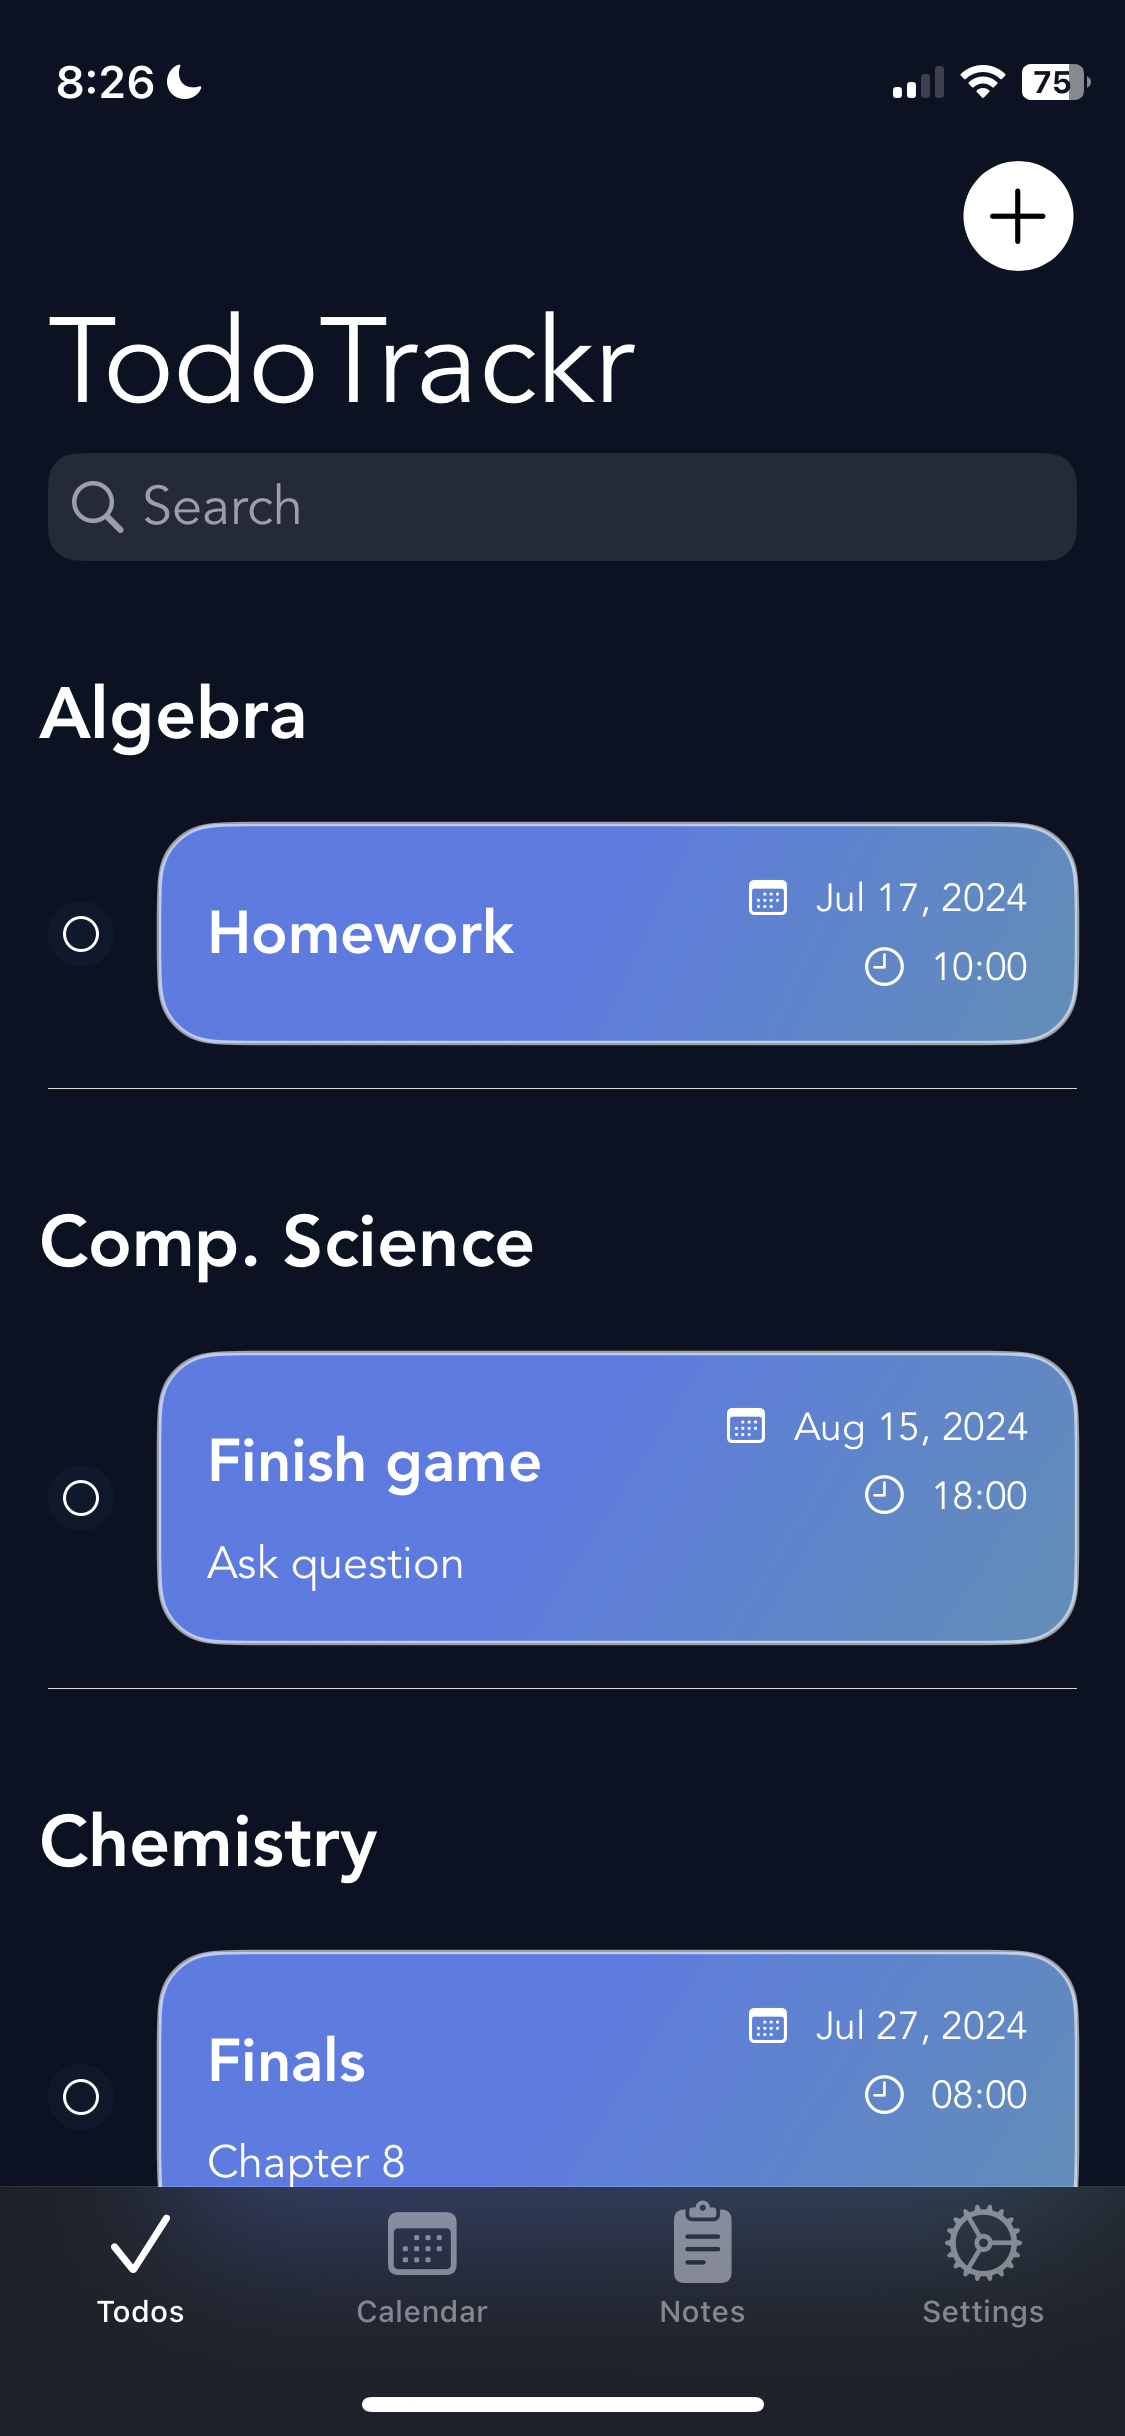 8:26
75
TodoTrackr
Search
Algebra
Homework
Jul 17, 2024
10:00
Comp. Science
Finish game
Aug 15, 2024
18:00
Ask question
Chemistry
Finals
Jul 27, 2024
08:00
Chapter 8
Todos
Calendar
Notes
Settings